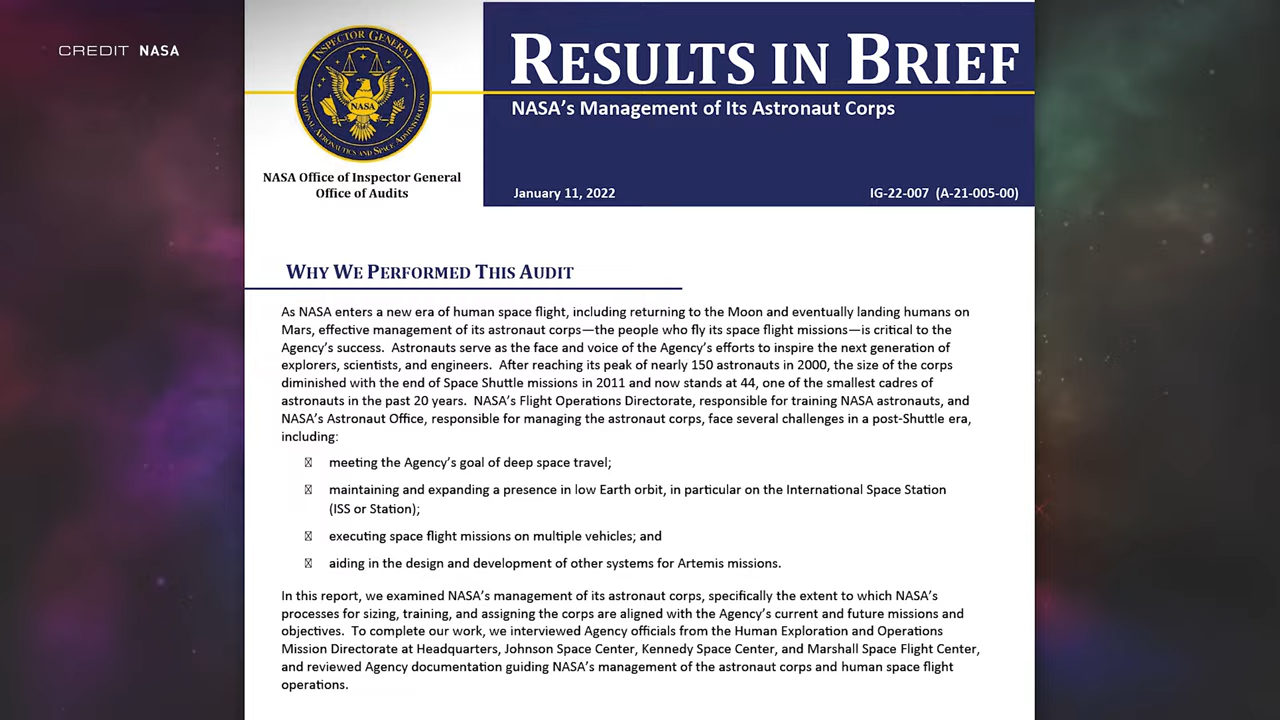 CREDIT NASA
INSPECTOR GENERAL
NASA
NATIONAL AERONAUTICS AND SPACE ADMINISTRATION
NASA Office of Inspector General
Office of Audits
RESULTS IN BRIEF
NASA's Management of Its Astronaut Corps
January 11, 2022 IG-22-007 (A-21-005-00)
WHY WE PERFORMED THIS AUDIT
As NASA enters a new era of human space flight, including returning to the Moon and eventually landing humans on
Mars, effective management of its astronaut corps—the people who fly its space flight missions—is critical to the
Agency's success. Astronauts serve as the face and voice of the Agency's efforts to inspire the next generation of
explorers, scientists, and engineers. After reaching its peak of nearly 150 astronauts in 2000, the size of the corps
diminished with the end of Space Shuttle missions in 2011 and now stands at 44, one of the smallest cadres of
astronauts in the past 20 years. NASA's Flight Operations Directorate, responsible for training NASA astronauts, and
NASA's Astronaut Office, responsible for managing the astronaut corps, face several challenges in a post-Shuttle era,
including:
meeting the Agency's goal of deep space travel;
maintaining and expanding a presence in low Earth orbit, in particular on the International Space Station
(ISS or Station);
executing space flight missions on multiple vehicles; and
aiding in the design and development of other systems for Artemis missions.
In this report, we examined NASA's management of its astronaut corps, specifically the extent to which NASA's
processes for sizing, training, and assigning the corps are aligned with the Agency's current and future missions and
objectives. To complete our work, we interviewed Agency officials from the Human Exploration and Operations
Mission Directorate at Headquarters, Johnson Space Center, Kennedy Space Center, and Marshall Space Flight Center,
and reviewed Agency documentation guiding NASA's management of the astronaut corps and human space flight
operations.